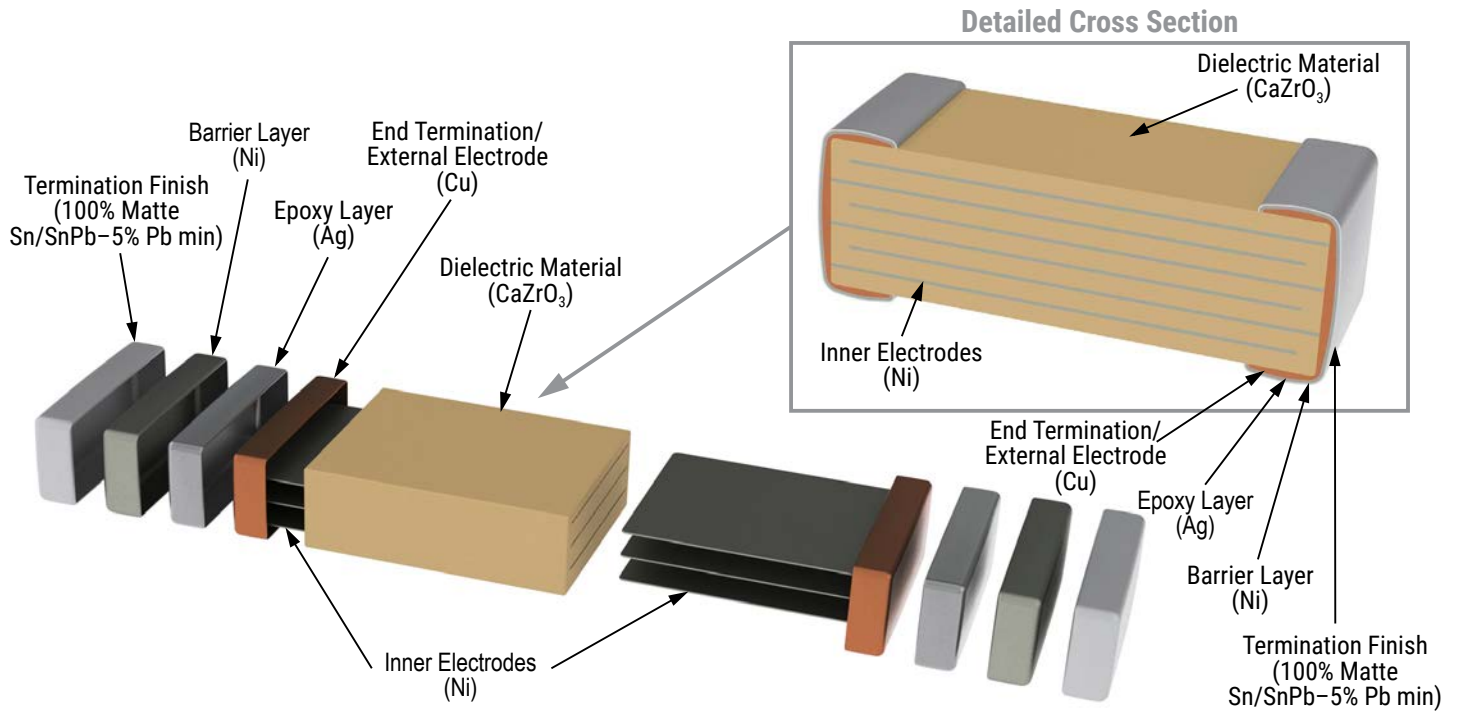 Detailed Cross Section
Dielectric Material
(CaZrO₃)
Inner Electrodes
(Ni)
End Termination/
External Electrode
(Cu)
Epoxy Layer
(Ag)
Barrier Layer
(Ni)
Termination Finish
(100% Matte
Sn/SnPb–5% Pb min)
Barrier Layer
(Ni)
End Termination/
External Electrode
(Cu)
Termination Finish
(100% Matte
Sn/SnPb–5% Pb min)
Epoxy Layer
(Ag)
Dielectric Material
(CaZrO₃)
Inner Electrodes
(Ni)